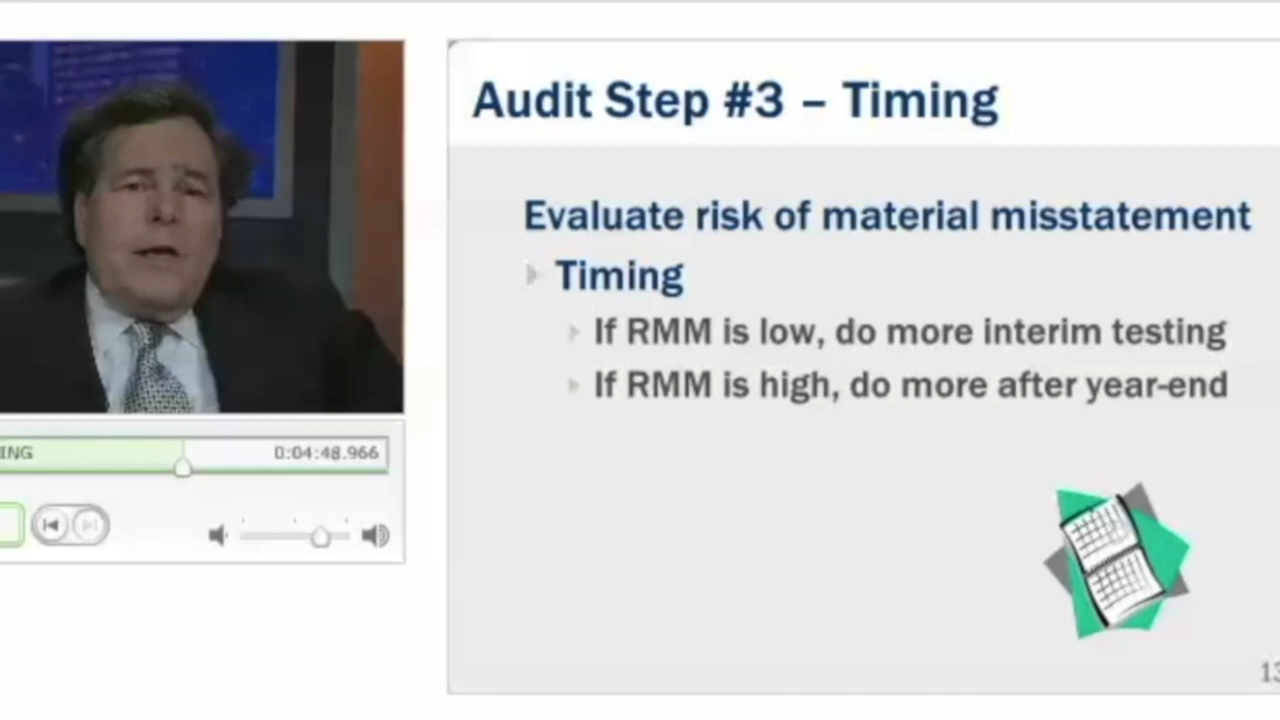 Audit Step #3 – Timing
Evaluate risk of material misstatement
Timing
If RMM is low, do more interim testing
If RMM is high, do more after year-end
ING
0:04:48.966
13